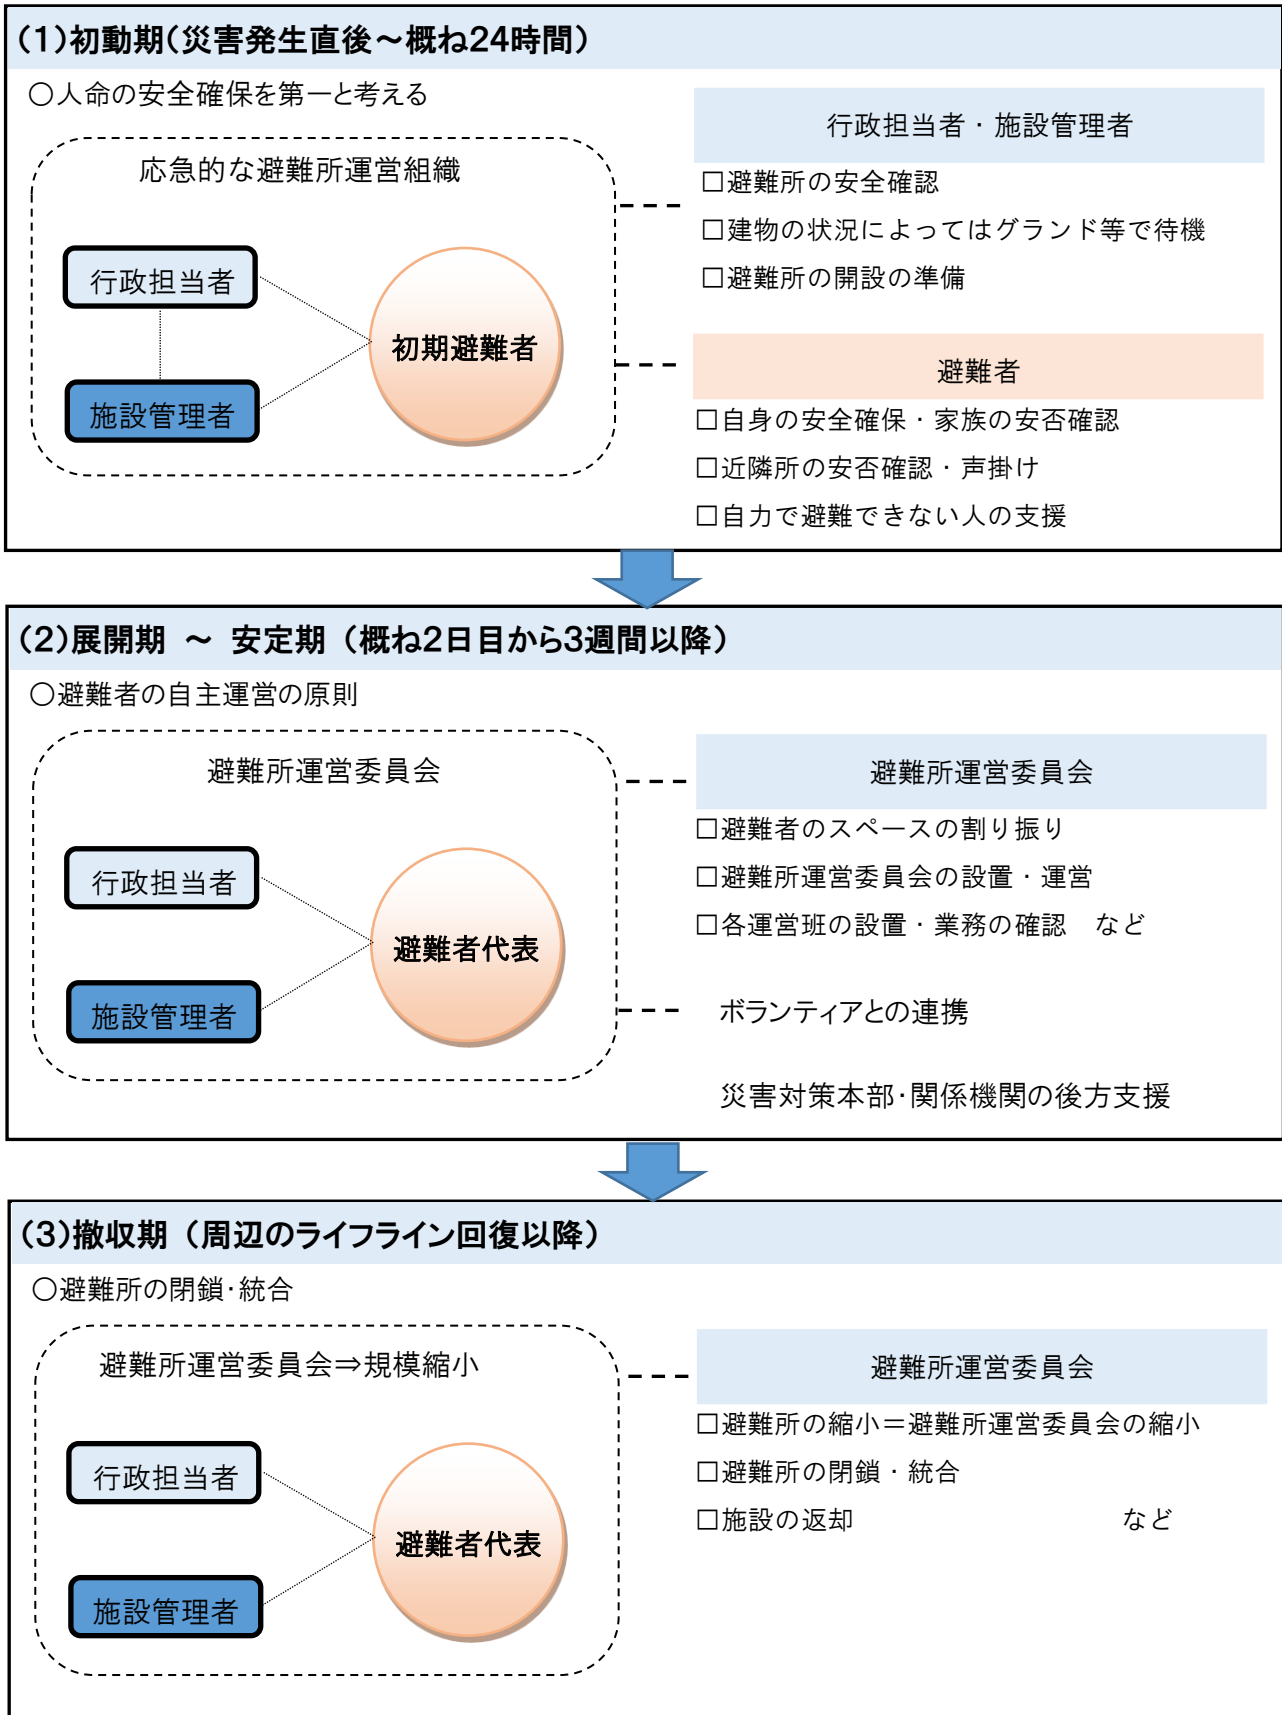 （1）初動期（災害発生直後～概ね24時間）
○人命の安全確保を第一と考える
応急的な避難所運営組織
行政担当者
施設管理者
初期避難者
行政担当者・施設管理者
□避難所の安全確認
□建物の状況によってはグランド等で待機
□避難所の開設の準備
避難者
□自身の安全確保・家族の安否確認
□近隣所の安否確認・声掛け
□自力で避難できない人の支援
（2）展開期 ～ 安定期（概ね2日目から3週間以降）
○避難者の自主運営の原則
避難所運営委員会
行政担当者
施設管理者
避難者代表
避難所運営委員会
□避難者のスペースの割り振り
□避難所運営委員会の設置・運営
□各運営班の設置・業務の確認　など
ボランティアとの連携
災害対策本部・関係機関の後方支援
（3）撤収期（周辺のライフライン回復以降）
○避難所の閉鎖・統合
避難所運営委員会⇒規模縮小
行政担当者
施設管理者
避難者代表
避難所運営委員会
□避難所の縮小＝避難所運営委員会の縮小
□避難所の閉鎖・統合
□施設の返却　　　　　　　　　など